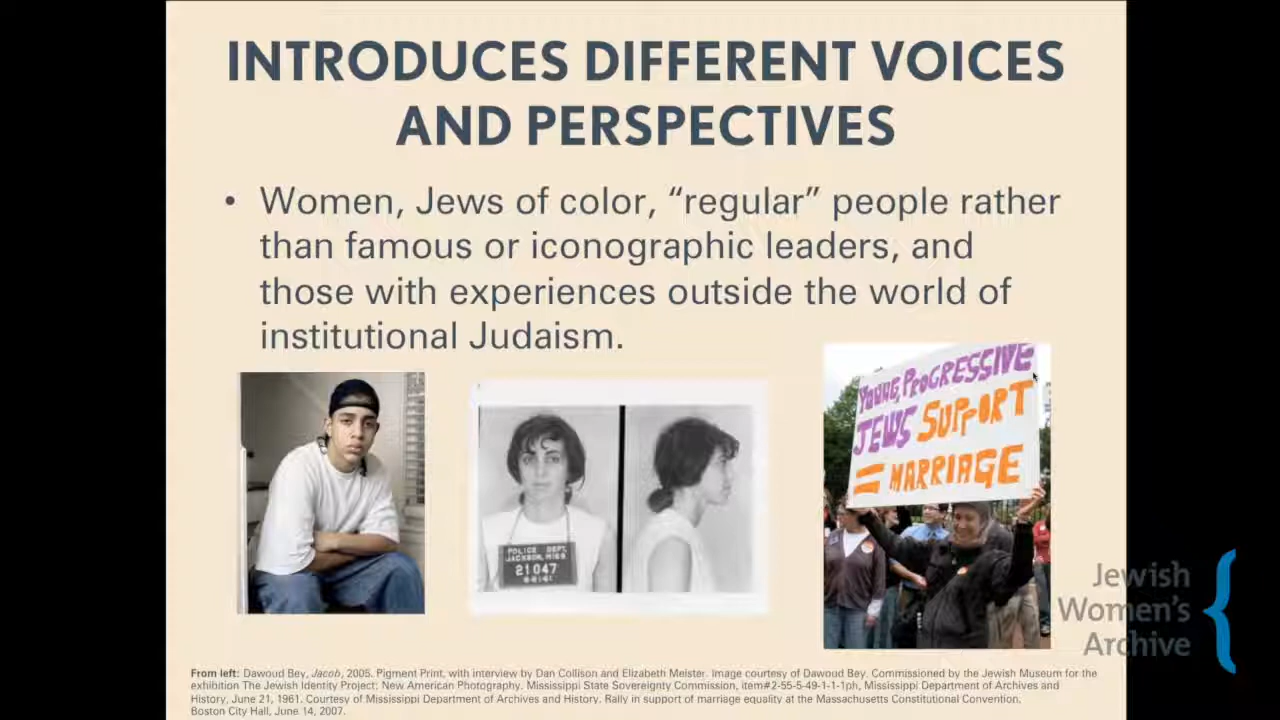 INTRODUCES DIFFERENT VOICES
AND PERSPECTIVES
• Women, Jews of color, “regular” people rather
than famous or iconographic leaders, and
those with experiences outside the world of
institutional Judaism.
YOUNG, PROGRESSIVE
JEWS SUPPORT
= MARRIAGE
POLICE DEPT.
JACKSON, MISS
21047
Jewish
Women's
Archive
From left: Dawoud Bey, Jacob, 2005. Pigment Print, with interview by Dan Collison and Elizabeth Meister. Image courtesy of Dawoud Bey. Commissioned by the Jewish Museum for the
exhibition The Jewish Identity Project: New American Photography. Mississippi State Sovereignty Commission, item#2-55-5-49-1-1-1ph, Mississippi Department of Archives and
History, June 21, 1961. Courtesy of Mississippi Department of Archives and History. Rally in support of marriage equality at the Massachusetts Constitutional Convention.
Boston City Hall, June 14, 2007.